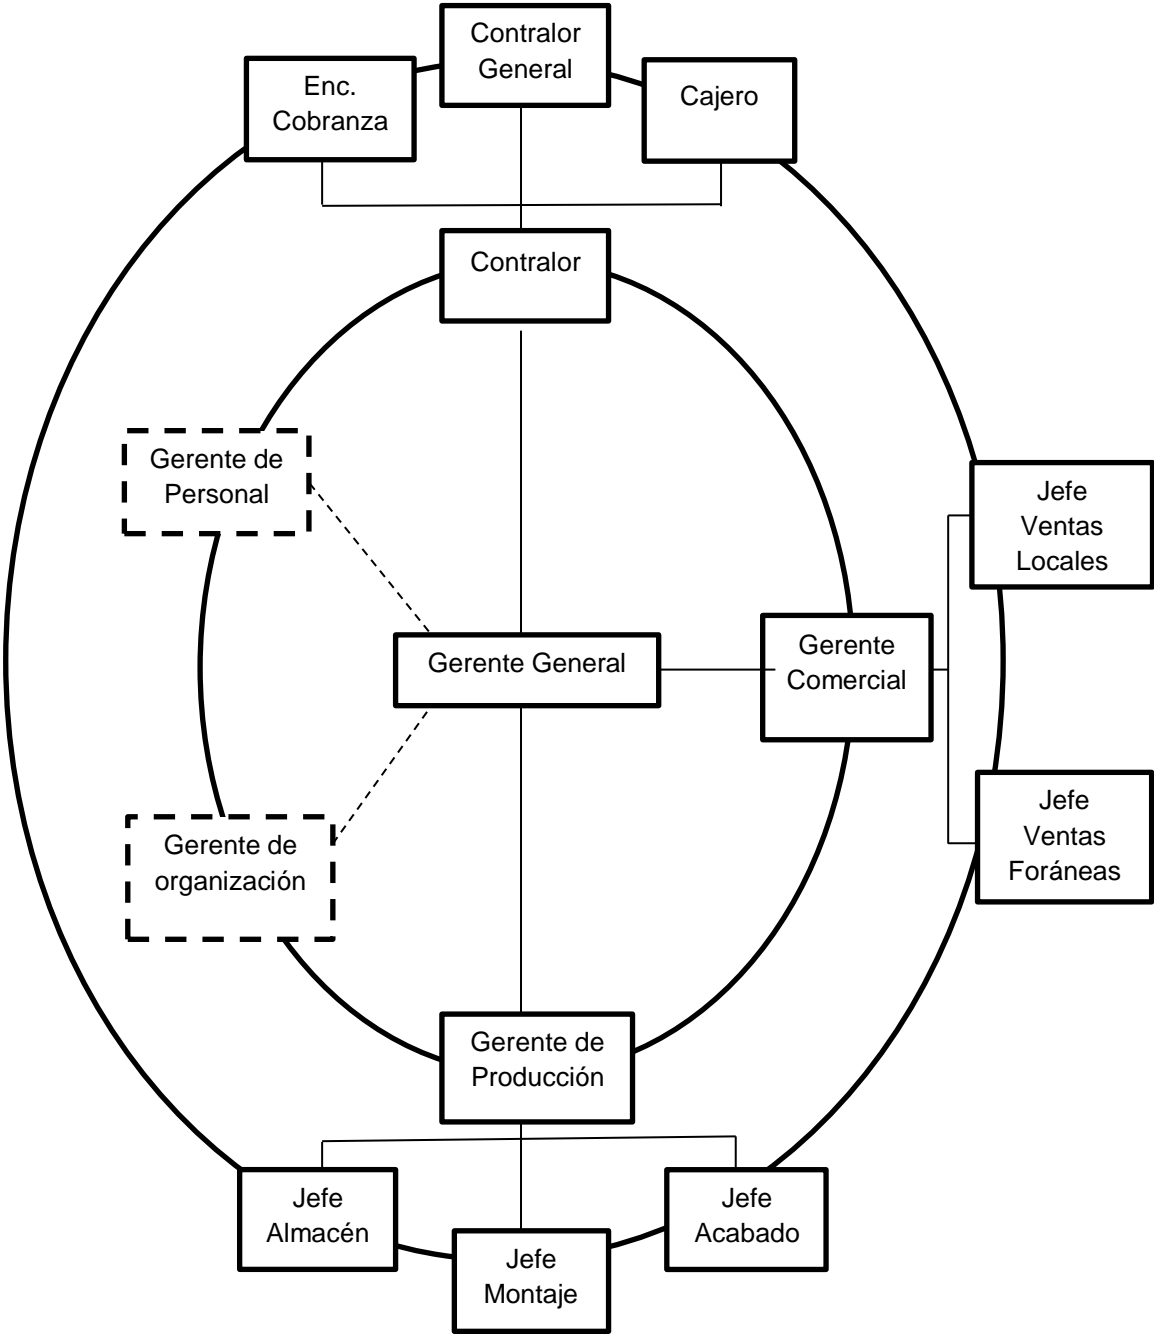 Contralor
General
Enc.
Cobranza
Cajero
Contralor
Gerente de
Personal
Jefe
Ventas
Locales
Gerente General
Gerente
Comercial
Gerente de
organización
Jefe
Ventas
Foráneas
Gerente de
Producción
Jefe
Almacén
Jefe
Montaje
Jefe
Acabado